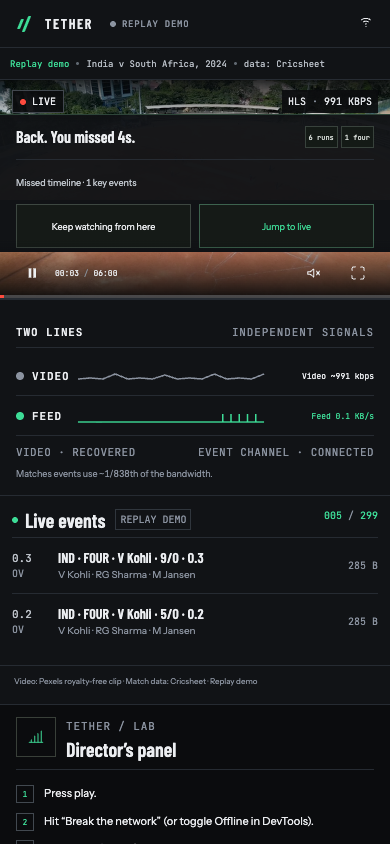 TETHER
REPLAY DEMO
Replay demo • India v South Africa, 2024 • data: Cricsheet
LIVE
HLS · 991 KBPS
Back. You missed 4s.
6 runs
1 four
Missed timeline · 1 key events
Keep watching from here
Jump to live
00:03 / 06:00
TWO LINES
INDEPENDENT SIGNALS
VIDEO
Video ~991 kbps
FEED
Feed 0.1 KB/s
VIDEO · RECOVERED
EVENT CHANNEL · CONNECTED
Matches events use ~1/838th of the bandwidth.
Live events
REPLAY DEMO
005 / 299
0.3
OV
IND · FOUR · V Kohli · 9/0 · 0.3
V Kohli · RG Sharma · M Jansen
285 B
0.2
OV
IND · FOUR · V Kohli · 5/0 · 0.2
V Kohli · RG Sharma · M Jansen
285 B
Video: Pexels royalty-free clip · Match data: Cricsheet · Replay demo
TETHER / LAB
Director's panel
1 Press play.
2 Hit "Break the network" (or toggle Offline in DevTools).